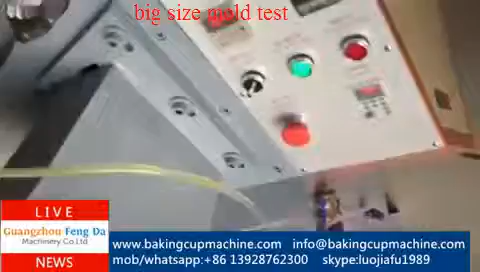 big size mold test
LIVE
Guangzhou Feng Da
Machinery Co Ltd
NEWS
www.bakingcupmachine.com info@bakingcupmachine.com
mob/whatsapp:+86 13928762300 skype:luojiafu1989